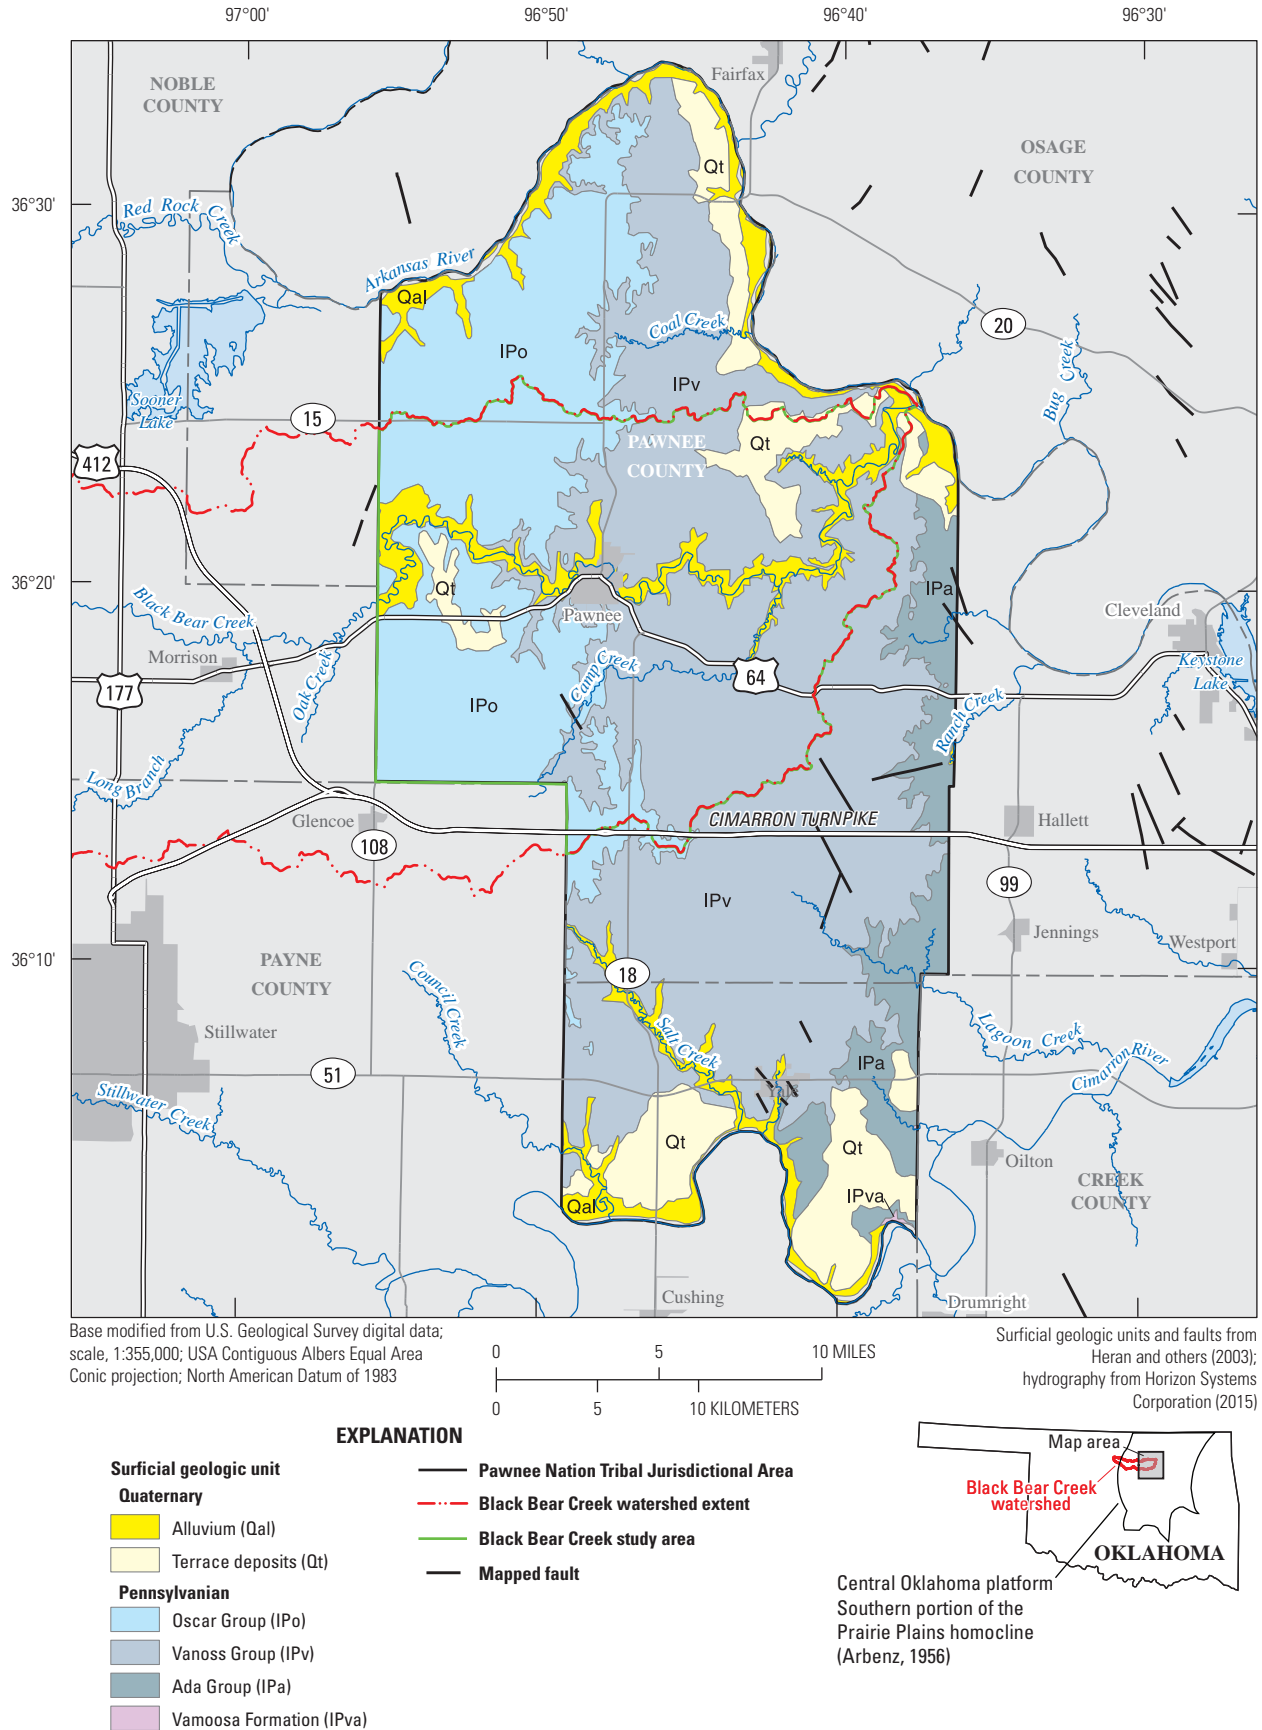 97°00'
96°50'
96°40'
96°30'
NOBLE
COUNTY
Fairfax
OSAGE
COUNTY
Qt
36°30'
Red Rock Creek
Arkansas River
Qal
Coal Creek
20
IPo
Bug Creek
IPv
Sooner
Lake
15
PAWNEE
COUNTY
Qt
412
36°20'
Qt
IPa
Black Bear Creek
Pawnee
Cleveland
Morrison
Oak Creek
Camp Creek
64
Keystone
Lake
177
IPo
Ranch Creek
Long Branch
Glencoe
CIMARRON TURNPIKE
Hallett
108
99
IPv
Jennings
Westport
36°10'
PAYNE
COUNTY
18
Council Creek
Stillwater
Salt Creek
Lagoon Creek
Cimarron River
IPa
51
Yale
Stillwater Creek
Qt
Qt
Oilton
CREEK
COUNTY
IPva
Qal
Cushing
Drumright
Base modified from U.S. Geological Survey digital data;
scale, 1:355,000; USA Contiguous Albers Equal Area
Conic projection; North American Datum of 1983
0 5 10 MILES
0 5 10 KILOMETERS
Surficial geologic units and faults from
Heran and others (2003);
hydrography from Horizon Systems
Corporation (2015)
EXPLANATION
Surficial geologic unit
Quaternary
Alluvium (Qal)
Terrace deposits (Qt)
Pennsylvanian
Oscar Group (IPo)
Vanoss Group (IPv)
Ada Group (IPa)
Vamoosa Formation (IPva)
Pawnee Nation Tribal Jurisdictional Area
Black Bear Creek watershed extent
Black Bear Creek study area
Mapped fault
Map area
Black Bear Creek
watershed
OKLAHOMA
Central Oklahoma platform
Southern portion of the
Prairie Plains homocline
(Arbenz, 1956)